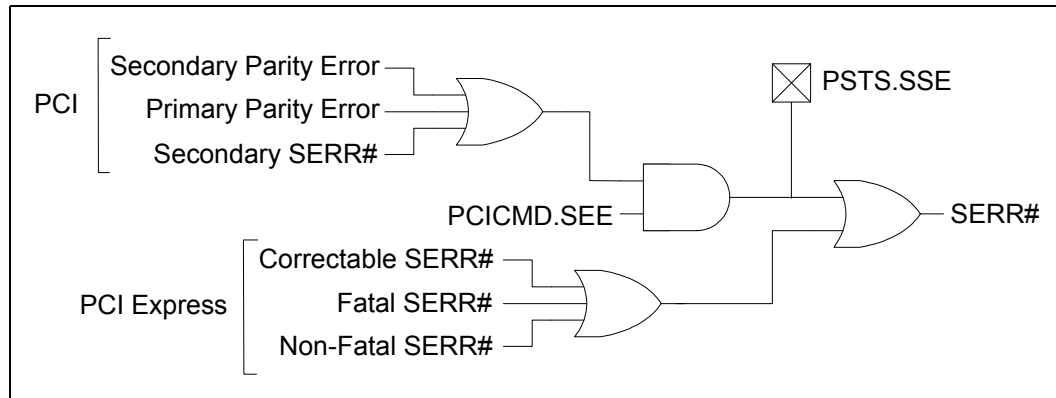 PCI
Secondary Parity Error
Primary Parity Error
Secondary SERR#
PSTS.SSE
PCICMD.SEE
SERR#
PCI Express
Correctable SERR#
Fatal SERR#
Non-Fatal SERR#